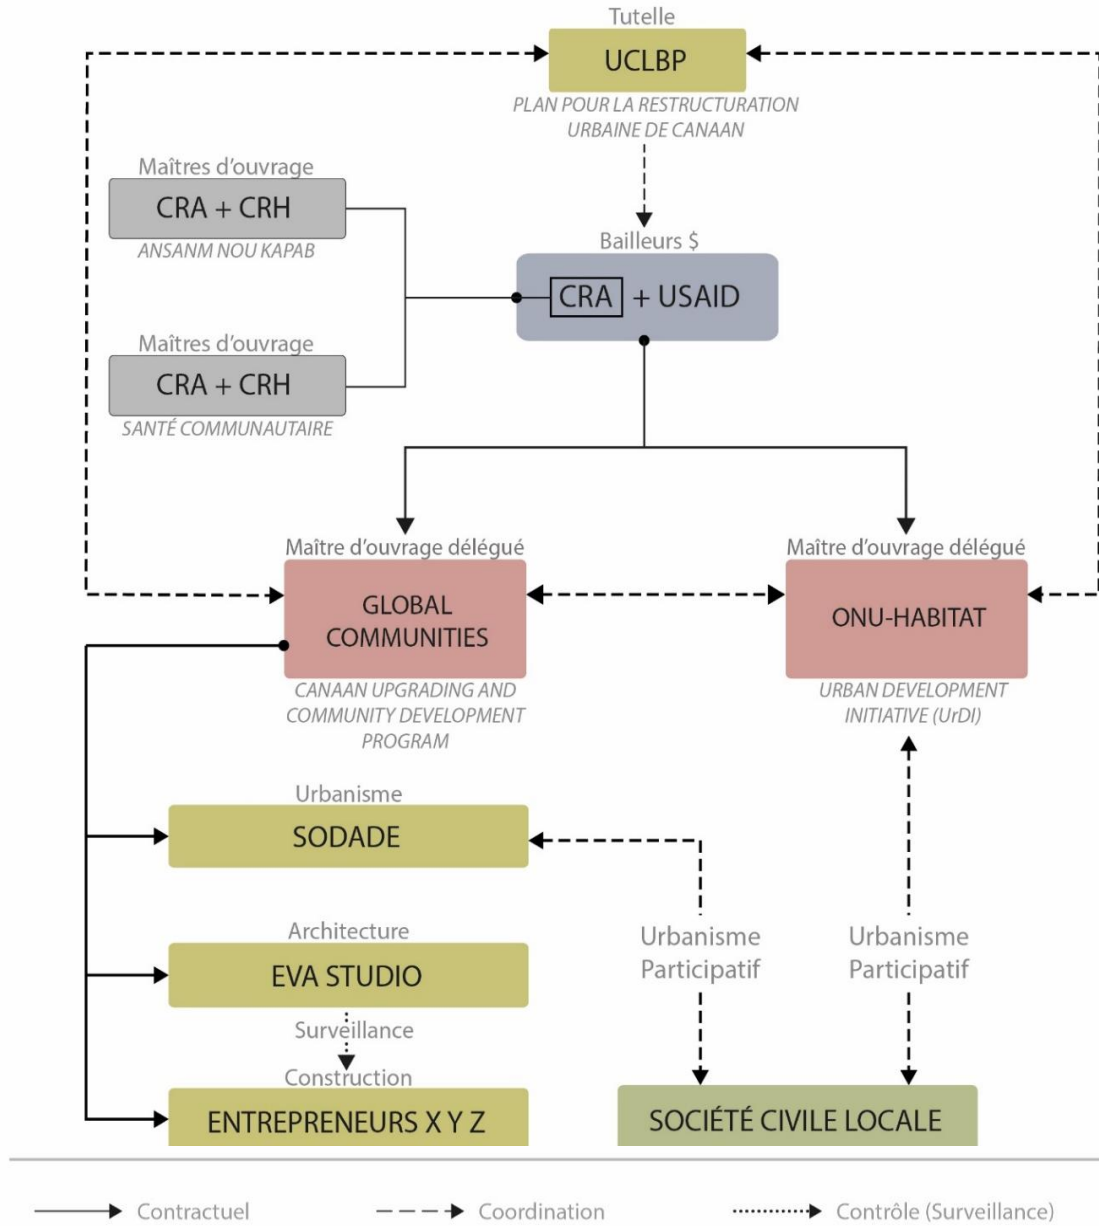 Tutelle
UCLBP
PLAN POUR LA RESTRUCTURATION
URBAINE DE CANAAN
Maîtres d'ouvrage
CRA + CRH
ANSANM NOU KAPAB
Bailleurs $
CRA + USAID
Maîtres d'ouvrage
CRA + CRH
SANTÉ COMMUNAUTAIRE
Maître d'ouvrage délégué
GLOBAL
COMMUNITIES
CANAAN UPGRADING AND
COMMUNITY DEVELOPMENT
PROGRAM
Maître d'ouvrage délégué
ONU-HABITAT
URBAN DEVELOPMENT
INITIATIVE (UrDI)
Urbanisme
SODADE
Architecture
EVA STUDIO
Surveillance
Construction
ENTREPRENEURS X Y Z
Urbanisme
Participatif
Urbanisme
Participatif
SOCIÉTÉ CIVILE LOCALE
Contractuel
Coordination
Contrôle (Surveillance)